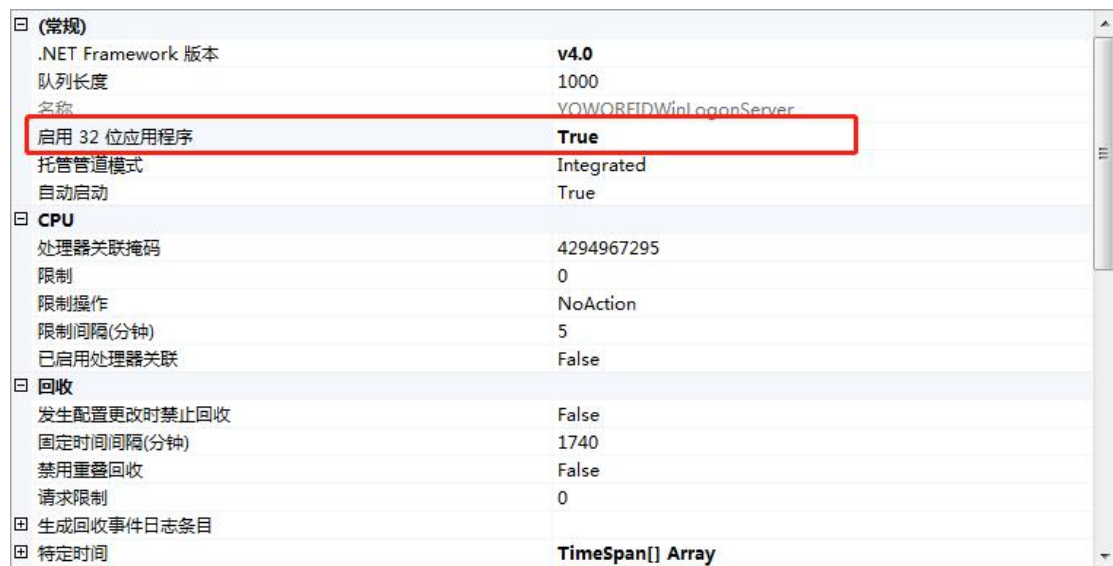 (常规)
.NET Framework 版本 v4.0
队列长度 1000
名称 YOWORFIDWinLogonServer
启用 32 位应用程序 True
托管管道模式 Integrated
自动启动 True
CPU
处理器关联掩码 4294967295
限制 0
限制操作 NoAction
限制间隔(分钟) 5
已启用处理器关联 False
回收
发生配置更改时禁止回收 False
固定时间间隔(分钟) 1740
禁用重叠回收 False
请求限制 0
生成回收事件日志条目
特定时间 TimeSpan[] Array